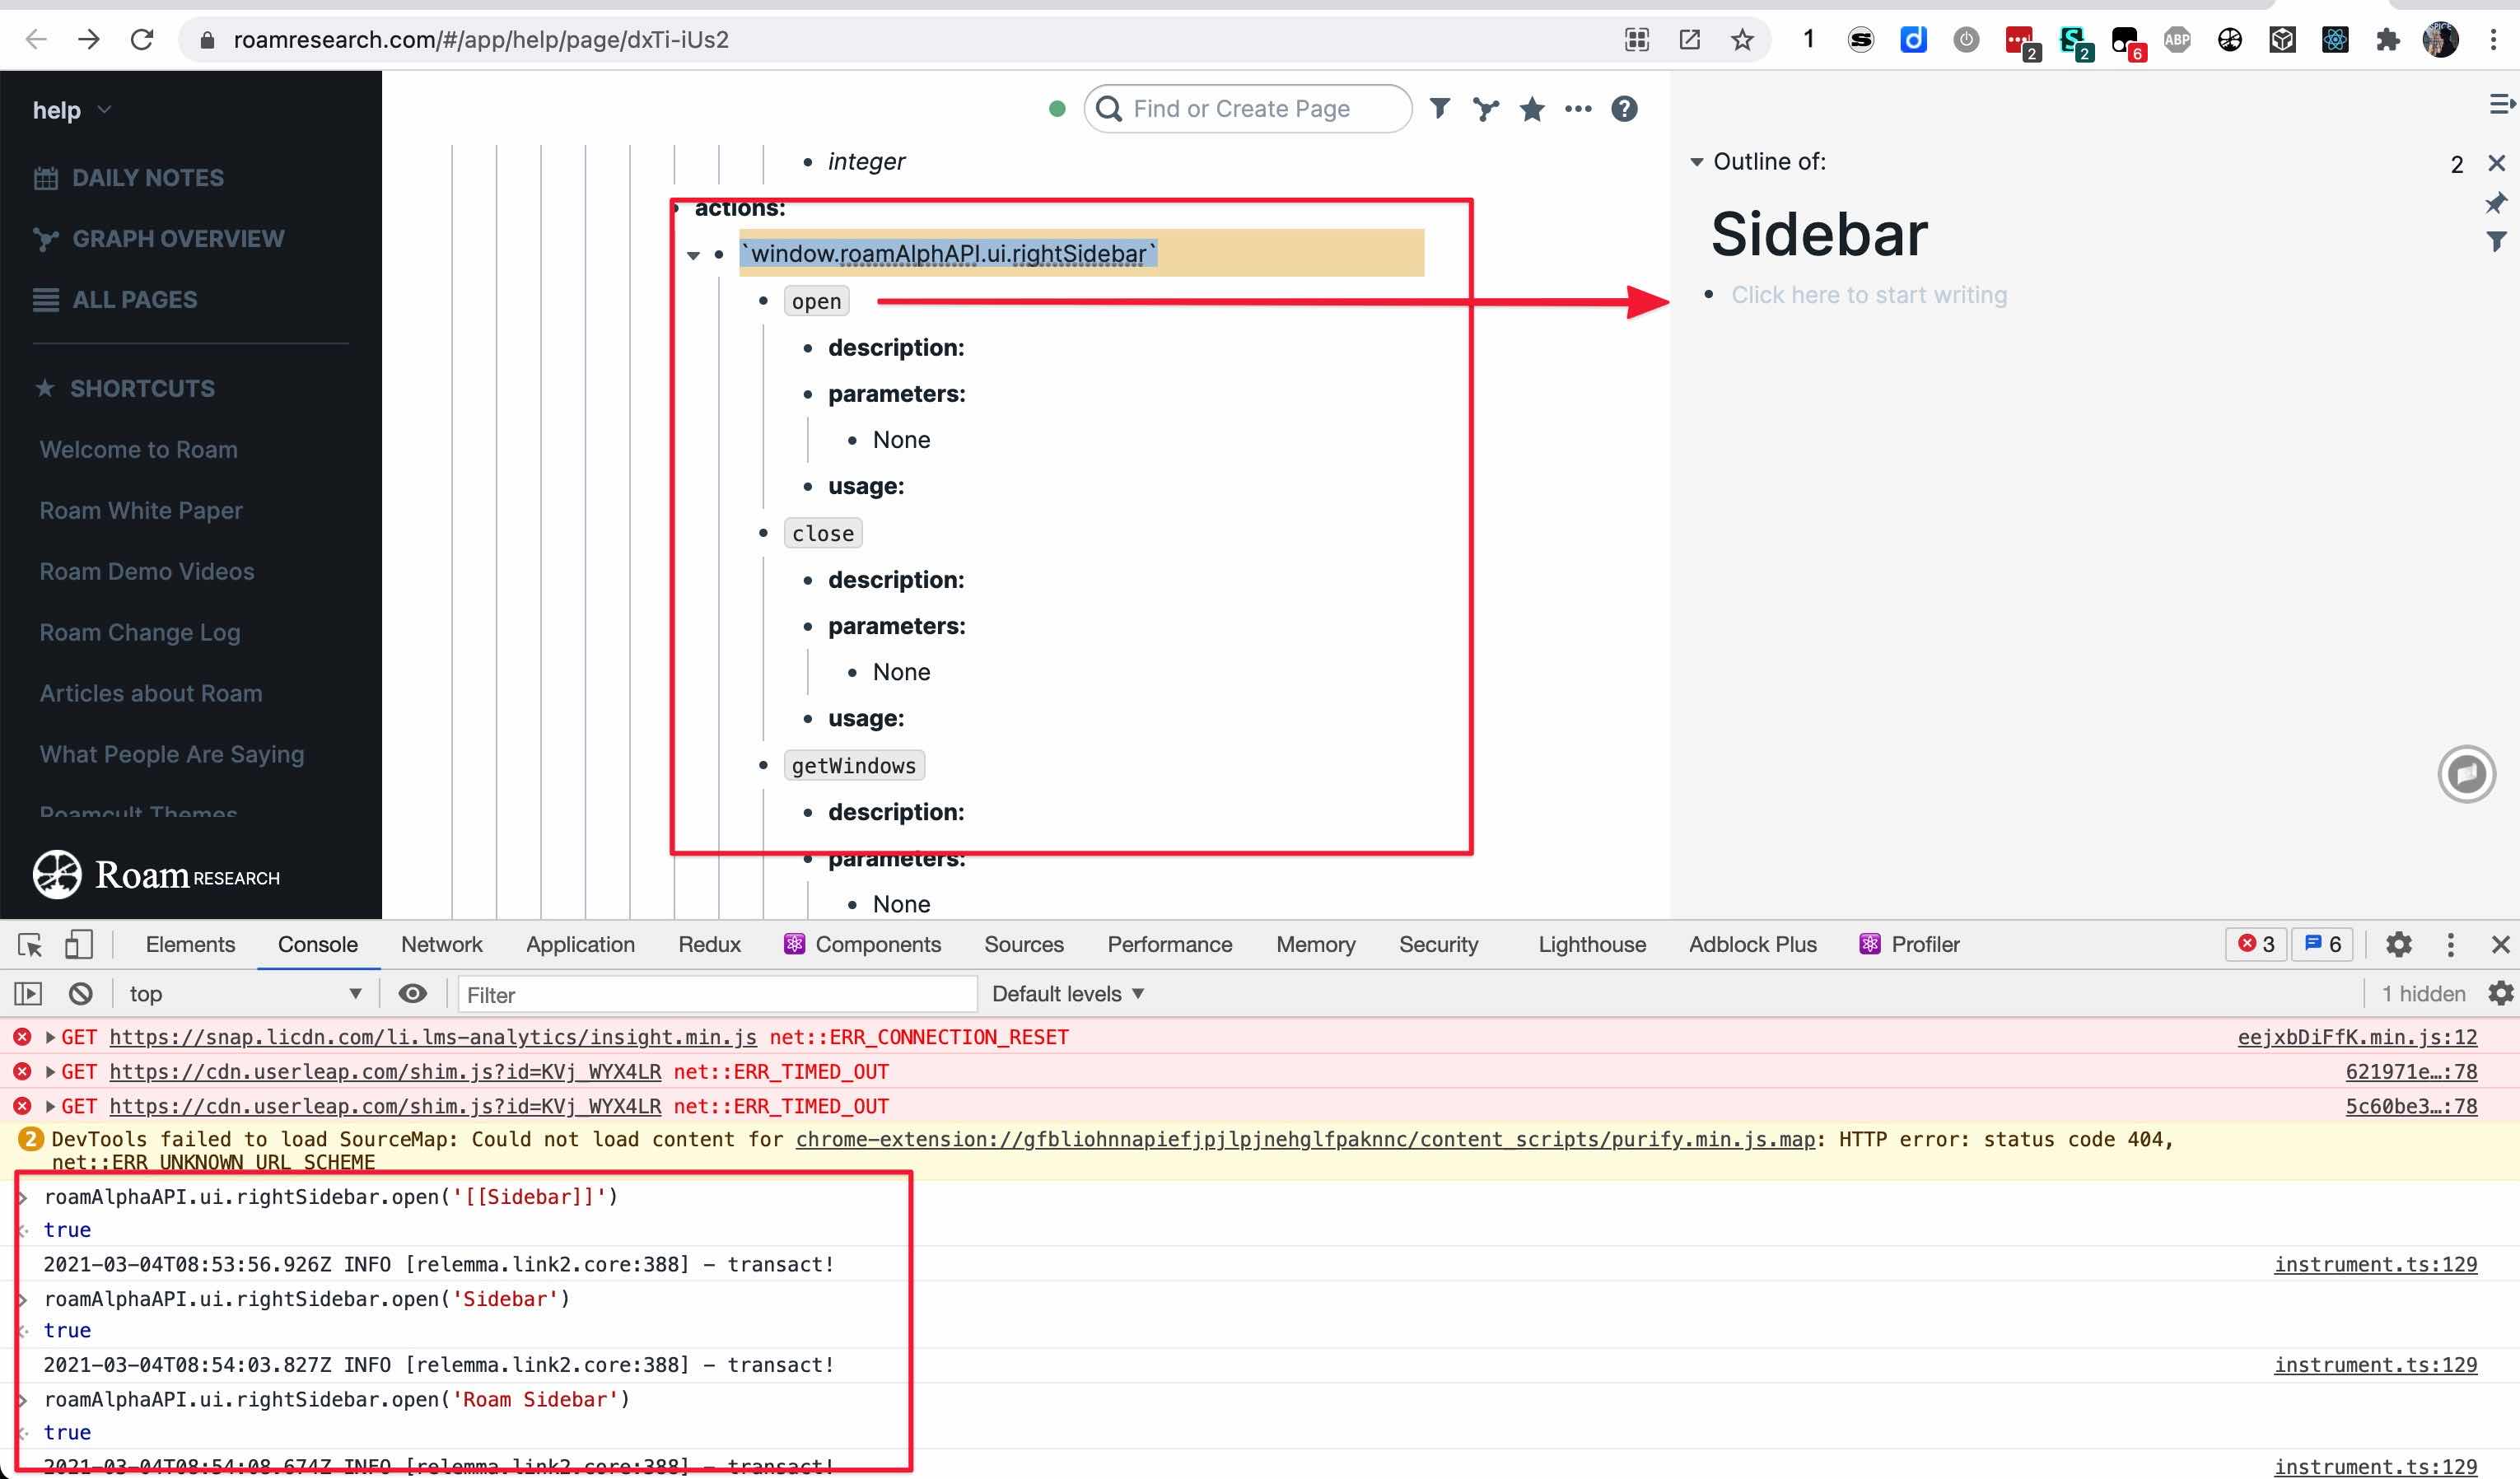 roamresearch.com/#/app/help/page/dxTi-iUs2
1
2
2
6
ABP
help
DAILY NOTES
GRAPH OVERVIEW
ALL PAGES
SHORTCUTS
Welcome to Roam
Roam White Paper
Roam Demo Videos
Roam Change Log
Articles about Roam
What People Are Saying
Roamcult Themes
Roam RESEARCH
Find or Create Page
integer
actions:
`window.roamAlphAPI.ui.rightSidebar`
open
description:
parameters:
None
usage:
close
description:
parameters:
None
usage:
getWindows
description:
parameters:
None
Outline of:
2
Sidebar
Click here to start writing
Elements Console Network Application Redux Components Sources Performance Memory Security Lighthouse Adblock Plus Profiler 3 6
top Filter Default levels 1 hidden
GET https://snap.licdn.com/li.lms-analytics/insight.min.js net::ERR_CONNECTION_RESET eejxbDiFfK.min.js:12
GET https://cdn.userleap.com/shim.js?id=KVj_WYX4LR net::ERR_TIMED_OUT 621971e…:78
GET https://cdn.userleap.com/shim.js?id=KVj_WYX4LR net::ERR_TIMED_OUT 5c60be3…:78
2 DevTools failed to load SourceMap: Could not load content for chrome-extension://gfbliohnnapiefjpjlpjnehglfpaknnc/content_scripts/purify.min.js.map: HTTP error: status code 404,
net::ERR_UNKNOWN_URL_SCHEME
roamAlphaAPI.ui.rightSidebar.open('[[Sidebar]]')
true
2021-03-04T08:53:56.926Z INFO [relemma.link2.core:388] - transact! instrument.ts:129
roamAlphaAPI.ui.rightSidebar.open('Sidebar')
true
2021-03-04T08:54:03.827Z INFO [relemma.link2.core:388] - transact! instrument.ts:129
roamAlphaAPI.ui.rightSidebar.open('Roam Sidebar')
true
2021-03-04T08:54:08.674Z INFO [relemma.link2.core:388] - transact! instrument.ts:129